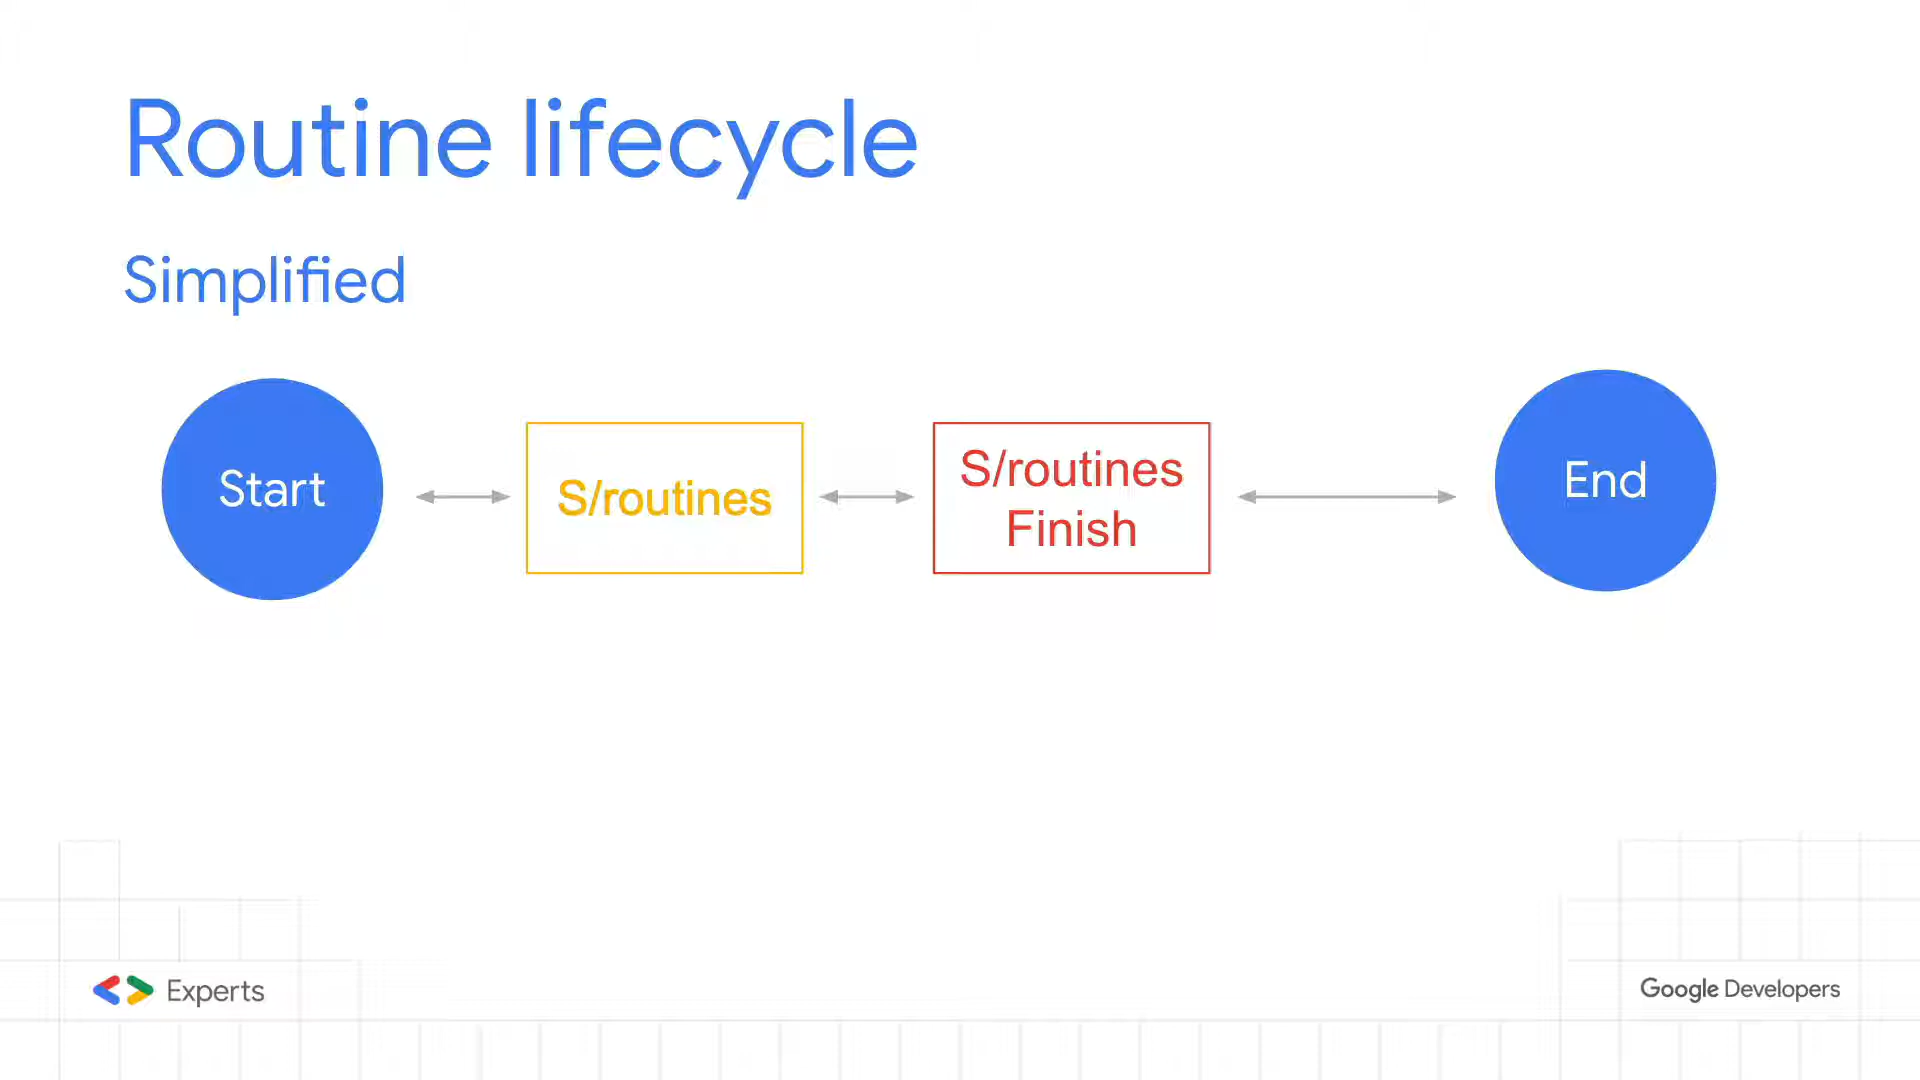 Routine lifecycle
Simplified
Start
S/routines
S/routines
Finish
End
Experts
Google Developers